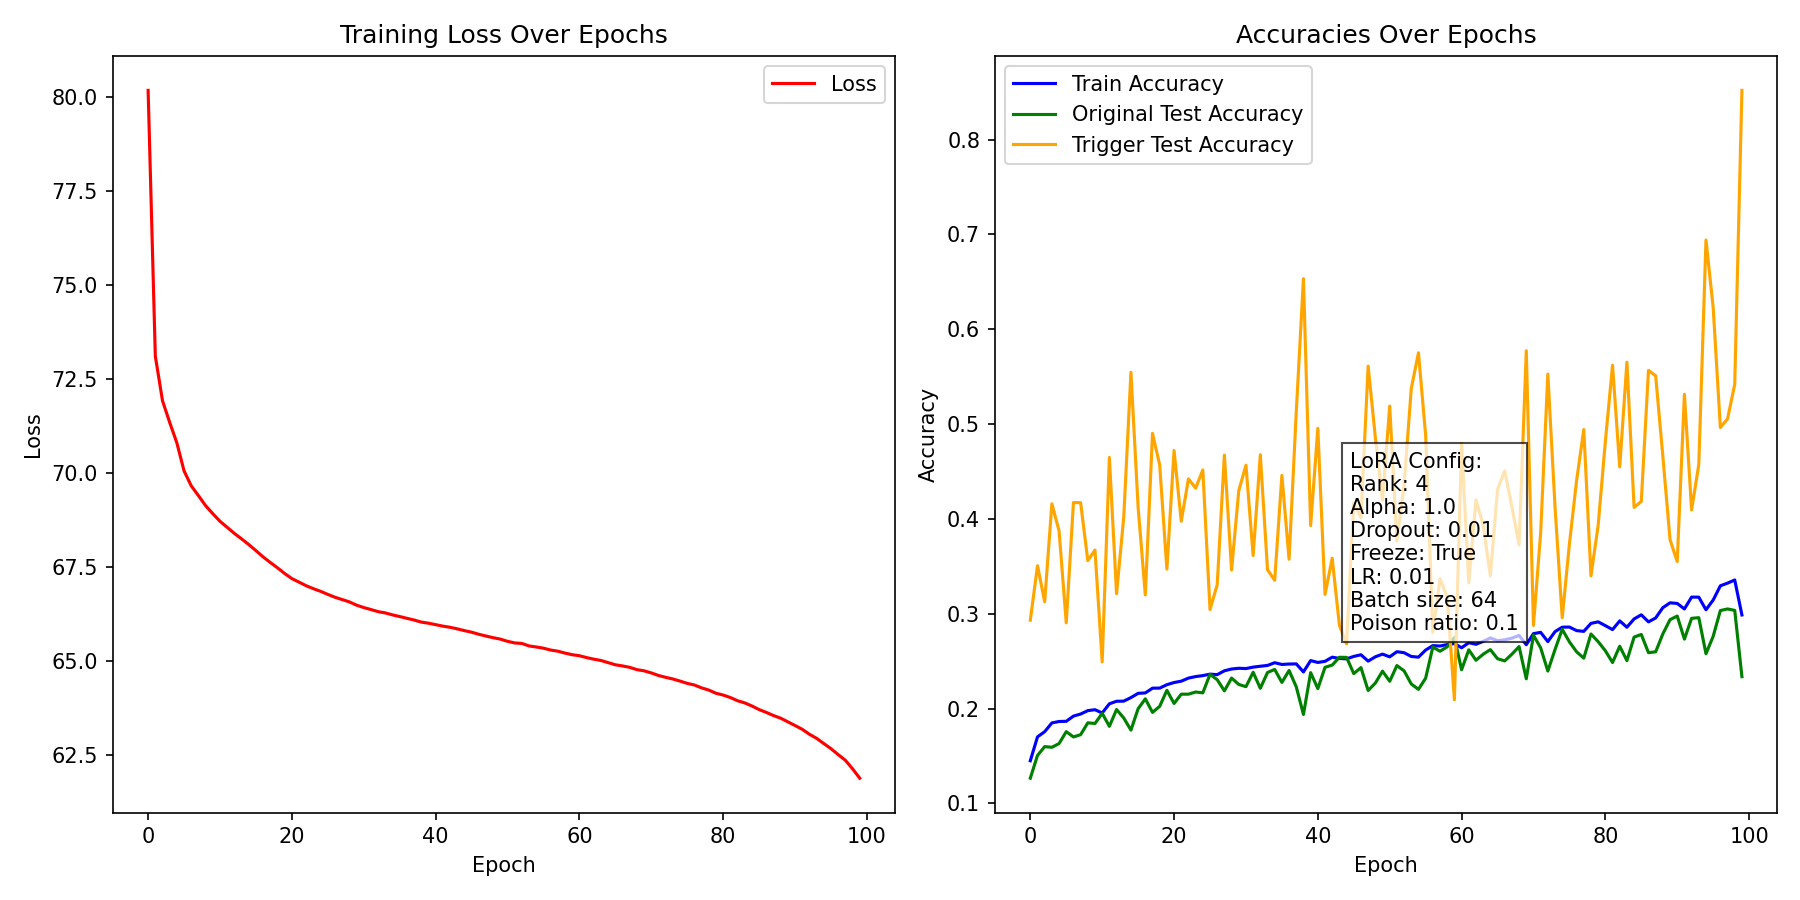 Training Loss Over Epochs
Loss
80.0
77.5
75.0
72.5
70.0
67.5
65.0
62.5
Loss
0 20 40 60 80 100
Epoch
Accuracies Over Epochs
Train Accuracy
Original Test Accuracy
Trigger Test Accuracy
0.8
0.7
0.6
0.5
0.4
0.3
0.2
0.1
Accuracy
LoRA Config:
Rank: 4
Alpha: 1.0
Dropout: 0.01
Freeze: True
LR: 0.01
Batch size: 64
Poison ratio: 0.1
0 20 40 60 80 100
Epoch